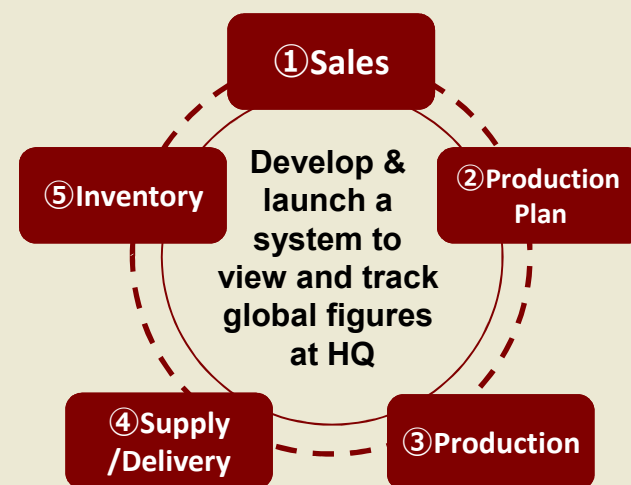 ①Sales
②Production
Plan
③Production
④Supply
/Delivery
⑤Inventory
Develop &
launch a
system to
view and track
global figures
at HQ